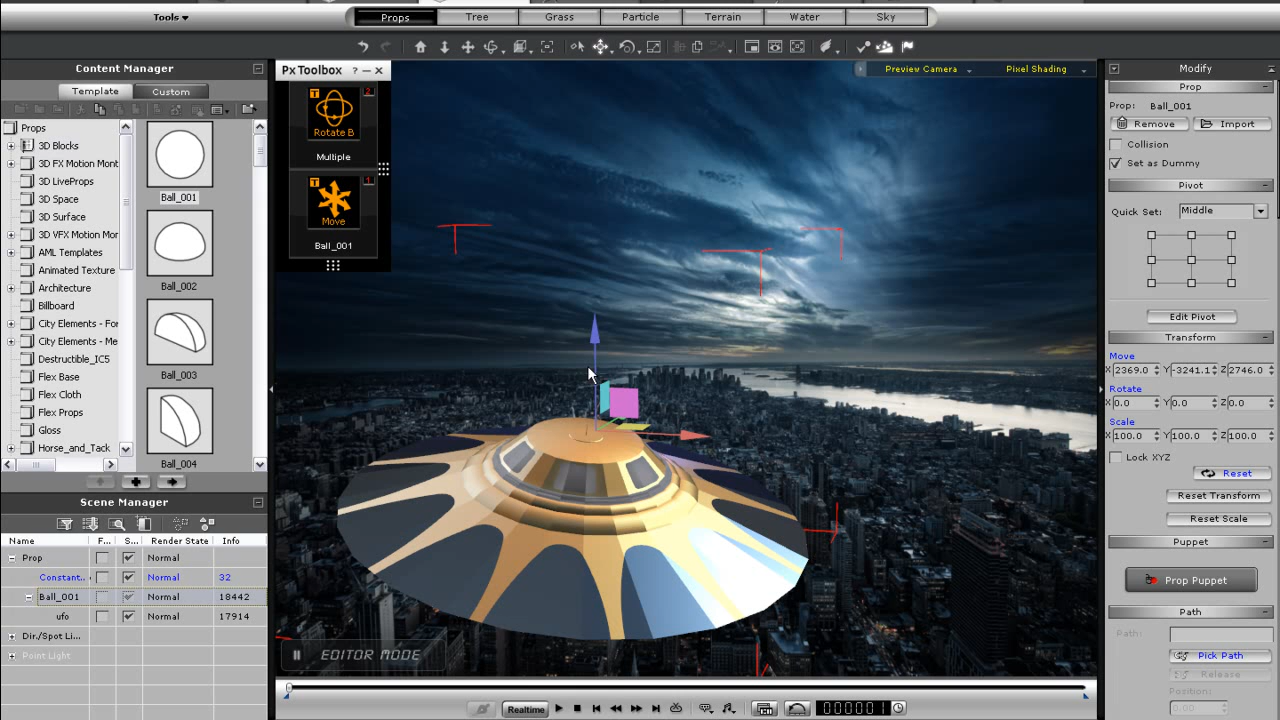 Tools
Props
Tree
Grass
Particle
Terrain
Water
Sky
Content Manager
Template
Custom
Props
3D Blocks
3D FX Motion Mont
3D LiveProps
3D Space
3D Surface
3D VFX Motion Mont
AML Templates
Animated Texture
Architecture
Billboard
City Elements - For
City Elements - Me
Destructible_IC5
Flex Base
Flex Cloth
Flex Props
Gloss
Horse_and_Tack
Ball_001
Ball_002
Ball_003
Ball_004
Scene Manager
Name F... S... Render State Info
Prop Normal
Constant.. Normal 32
Ball_001 Normal 18442
ufo Normal 17914
Dir./Spot Li...
Point Light
Px Toolbox ?
T 2
Rotate B
Multiple
T 1
Move
Ball_001
Preview Camera
Pixel Shading
EDITOR MODE
Realtime
000001
Modify
Prop
Prop: Ball_001
Remove
Import
Collision
Set as Dummy
Pivot
Quick Set: Middle
Edit Pivot
Transform
Move
X 2369.0 Y -3241.1 Z 2746.0
Rotate
X 0.0 Y 0.0 Z 0.0
Scale
X 100.0 Y 100.0 Z 100.0
Lock XYZ
Reset
Reset Transform
Reset Scale
Puppet
Prop Puppet
Path
Path:
Pick Path
Release
Position:
0.00